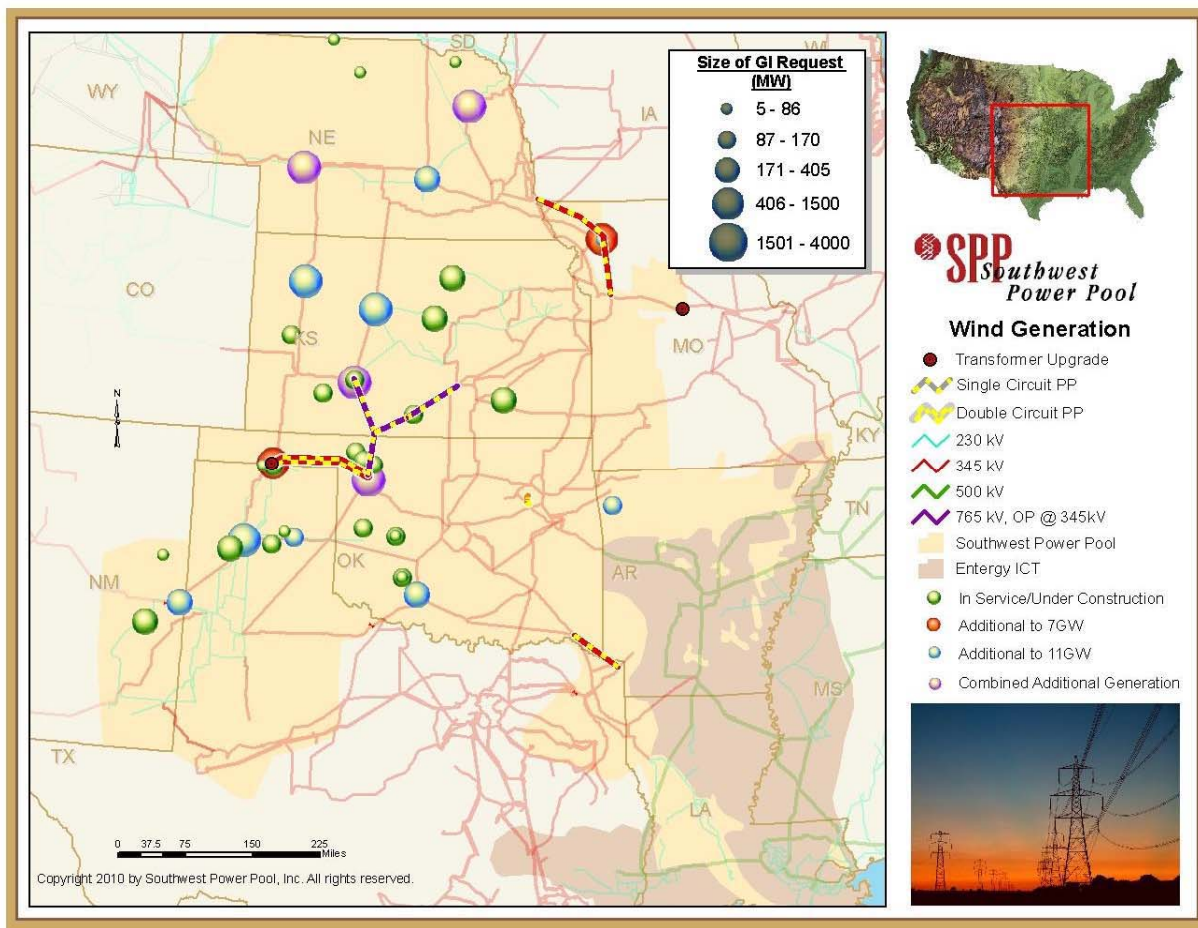 SD
WI
WY
IA
NE
Size of GI Request
(MW)
5 - 86
87 - 170
171 - 405
406 - 1500
1501 - 4000
CO
KS
MO
N
KY
TN
NM
OK
AR
MS
TX
LA
0 37.5 75 150 225
Miles
Copyright 2010 by Southwest Power Pool, Inc. All rights reserved.
SPP
Southwest
Power Pool
Wind Generation
Transformer Upgrade
Single Circuit PP
Double Circuit PP
230 kV
345 kV
500 kV
765 kV, OP @ 345kV
Southwest Power Pool
Entergy ICT
In Service/Under Construction
Additional to 7GW
Additional to 11GW
Combined Additional Generation